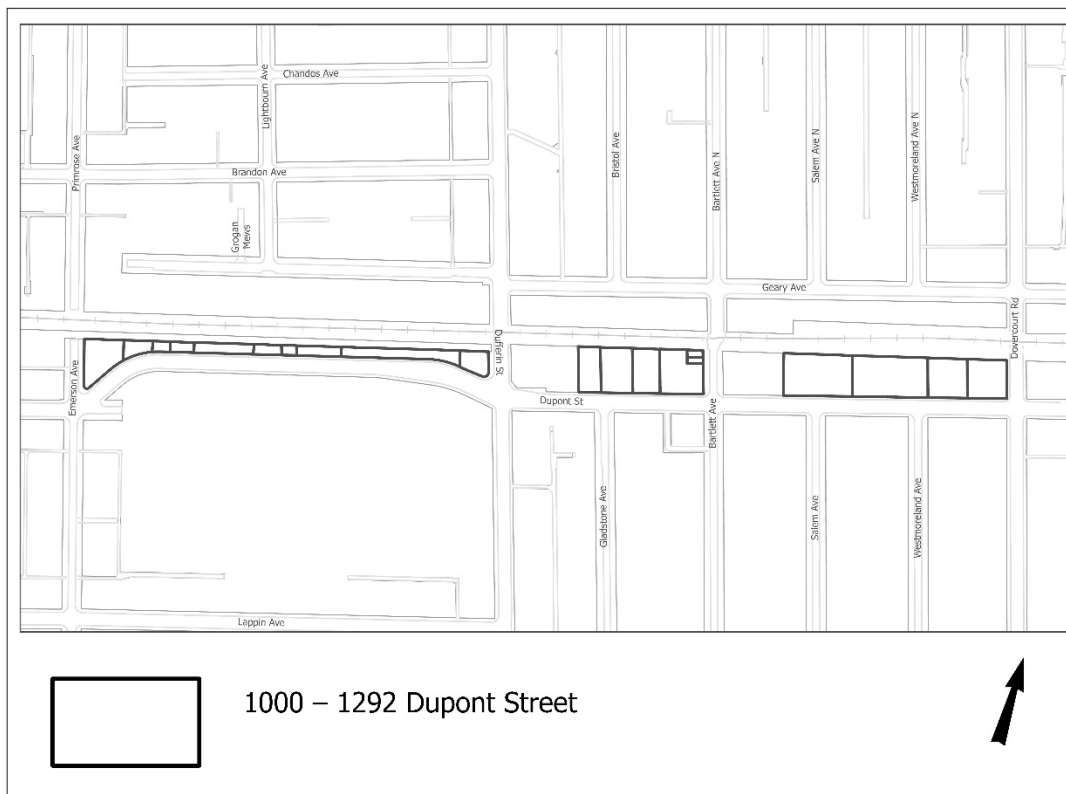 Chandos Ave
Lightbourn Ave
Primrose Ave
Brandon Ave
Grogan
Mews
Bristol Ave
Bartlett Ave N
Salem Ave N
Westmoreland Ave N
Geary Ave
Dovercourt Rd
Dufferin St
Emerson Ave
Dupont St
Bartlett Ave
Gladstone Ave
Salem Ave
Westmoreland Ave
Lappin Ave
1000 – 1292 Dupont Street